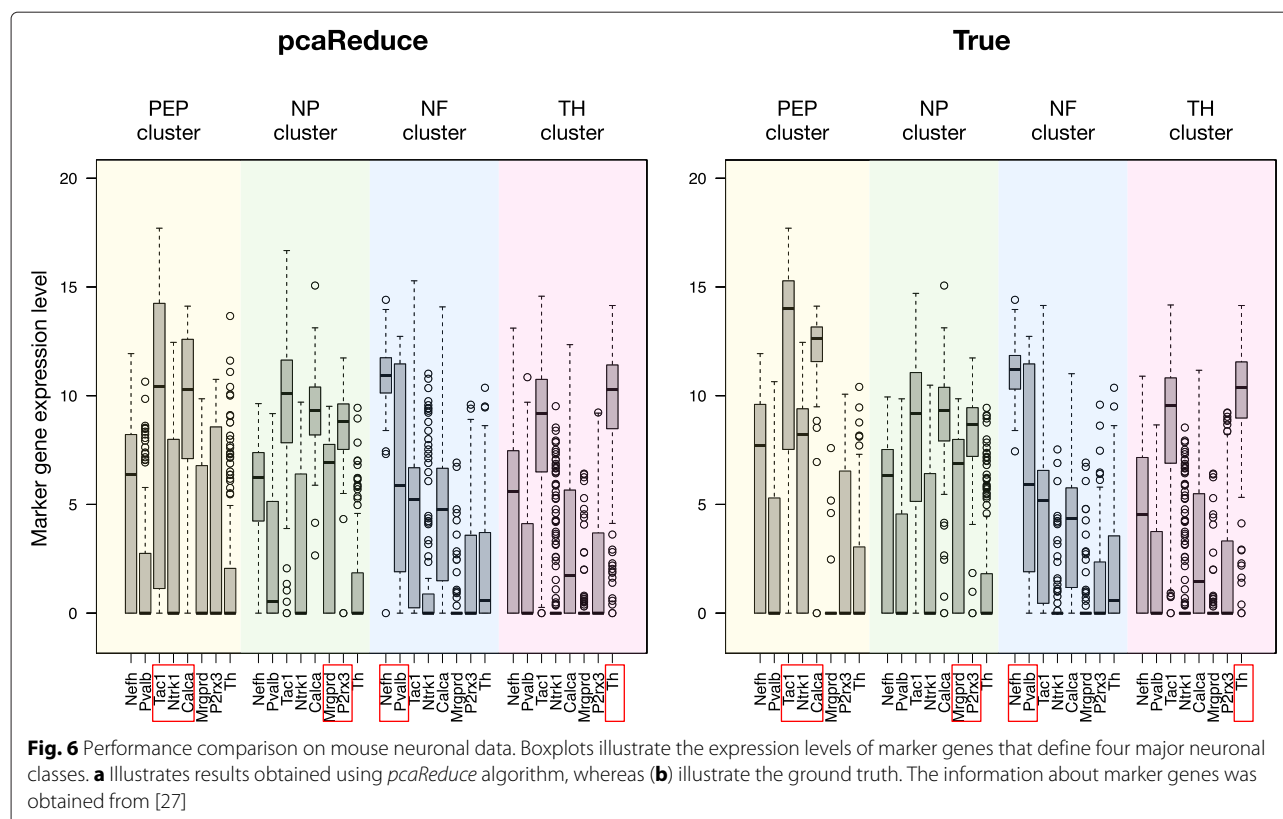 pcaReduce
True
PEP cluster
NP cluster
NF cluster
TH cluster
PEP cluster
NP cluster
NF cluster
TH cluster
Marker gene expression level
20
15
10
5
0
20
15
10
5
0
Nefh
Pvalb
Tac1
Ntrk1
Calca
Mrgprd
P2rx3
Th
Nefh
Pvalb
Tac1
Ntrk1
Calca
Mrgprd
P2rx3
Th
Nefh
Pvalb
Tac1
Ntrk1
Calca
Mrgprd
P2rx3
Th
Nefh
Pvalb
Tac1
Ntrk1
Calca
Mrgprd
P2rx3
Th
Nefh
Pvalb
Tac1
Ntrk1
Calca
Mrgprd
P2rx3
Th
Nefh
Pvalb
Tac1
Ntrk1
Calca
Mrgprd
P2rx3
Th
Nefh
Pvalb
Tac1
Ntrk1
Calca
Mrgprd
P2rx3
Th
Nefh
Pvalb
Tac1
Ntrk1
Calca
Mrgprd
P2rx3
Th
Fig. 6 Performance comparison on mouse neuronal data. Boxplots illustrate the expression levels of marker genes that define four major neuronal
classes. a Illustrates results obtained using pcaReduce algorithm, whereas (b) illustrate the ground truth. The information about marker genes was
obtained from [27]